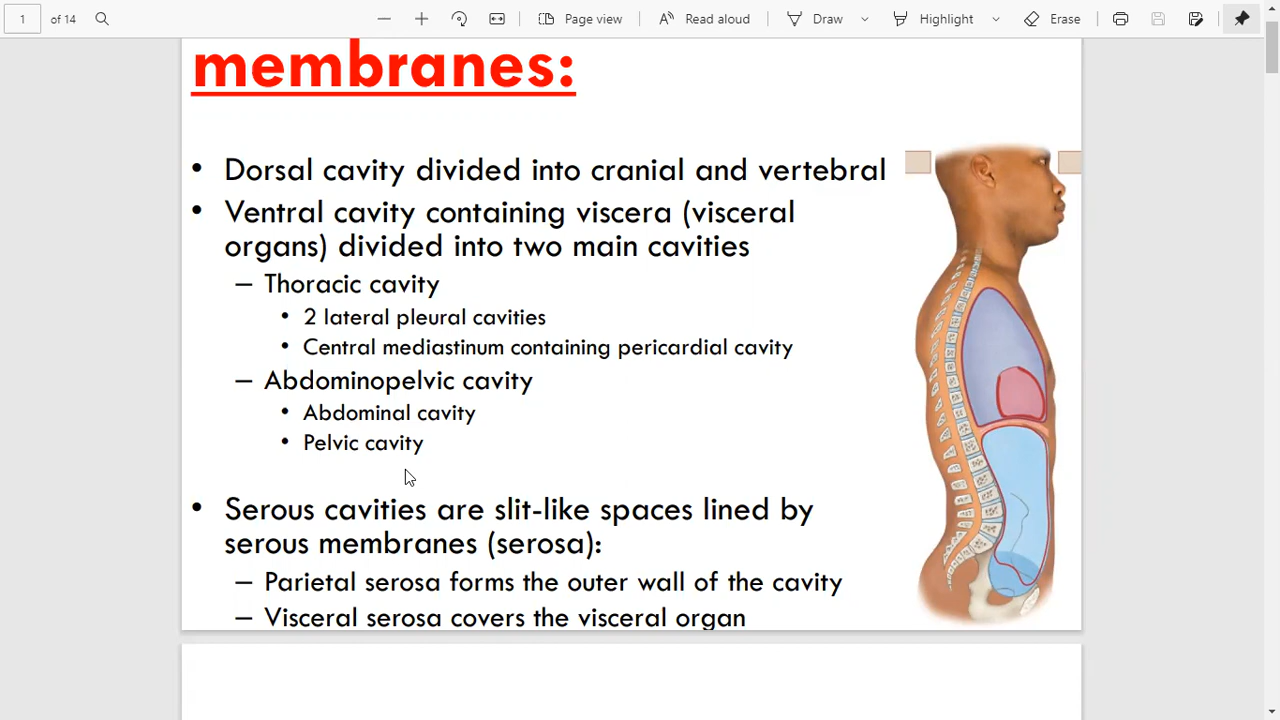 1 of 14 Page view Read aloud Draw Highlight Erase
membranes:
• Dorsal cavity divided into cranial and vertebral
• Ventral cavity containing viscera (visceral
organs) divided into two main cavities
– Thoracic cavity
• 2 lateral pleural cavities
• Central mediastinum containing pericardial cavity
– Abdominopelvic cavity
• Abdominal cavity
• Pelvic cavity
• Serous cavities are slit-like spaces lined by
serous membranes (serosa):
– Parietal serosa forms the outer wall of the cavity
– Visceral serosa covers the visceral organ